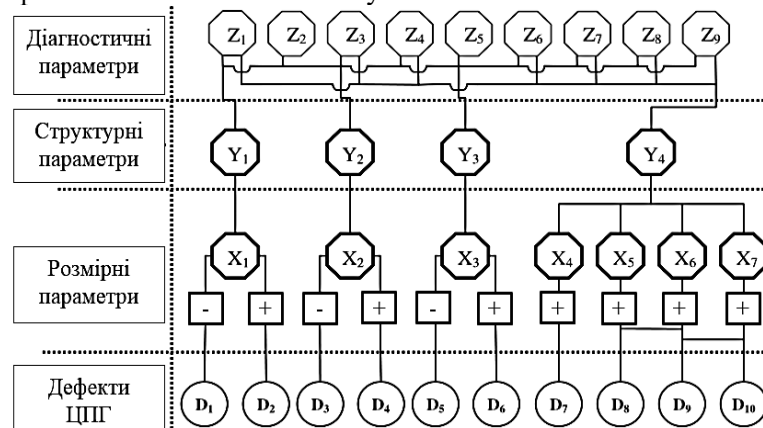 Діагностичні
параметри
Z1 Z2 Z3 Z4 Z5 Z6 Z7 Z8 Z9
Структурні
параметри
Y1 Y2 Y3 Y4
Розмірні
параметри
X1 X2 X3 X4 X5 X6 X7
- + - + - + + + + +
Дефекти
ЦПГ
D1 D2 D3 D4 D5 D6 D7 D8 D9 D10